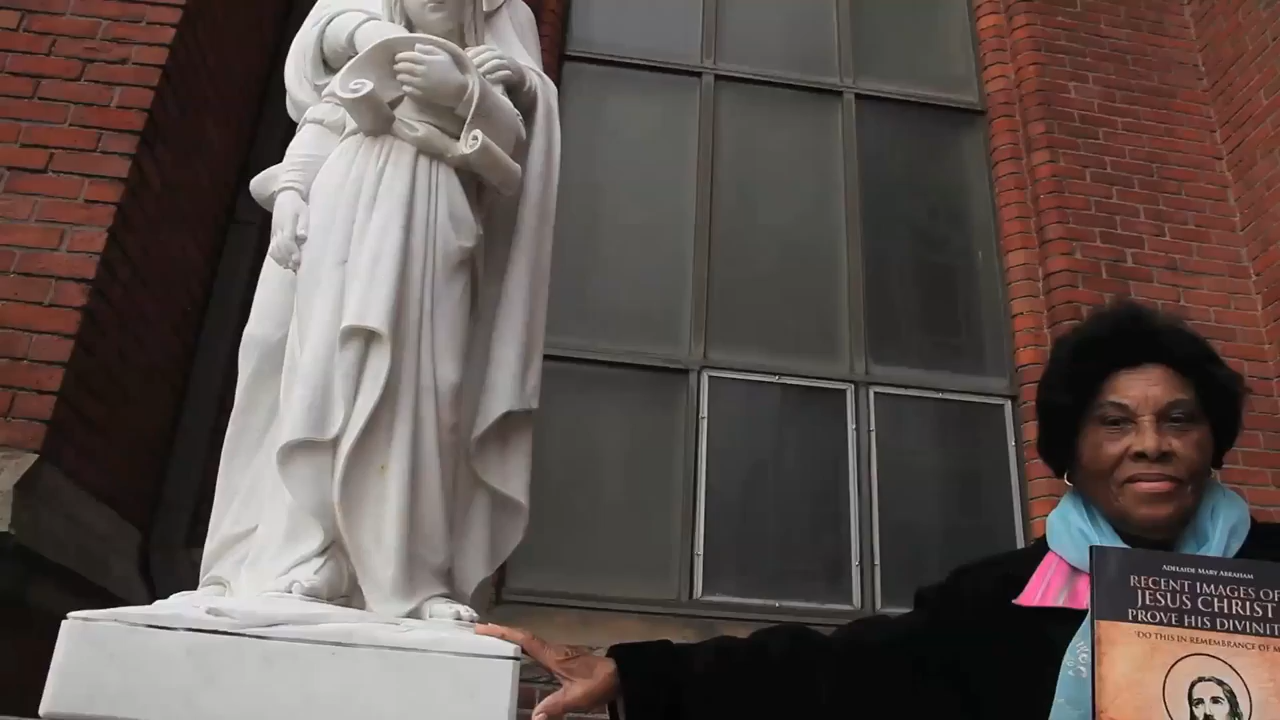 ADELAIDE MARY ABRAHAM
RECENT IMAGES OF
JESUS CHRIST
PROVE HIS DIVINIT
'DO THIS IN REMEMBRANCE OF M